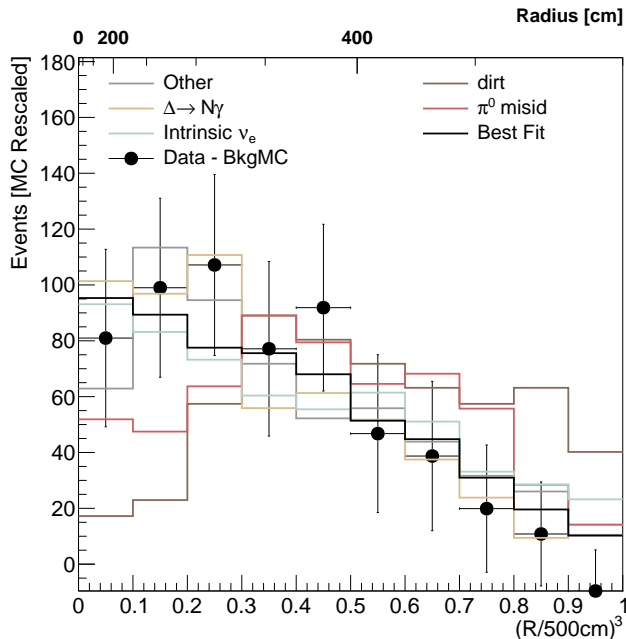 Radius [cm]
0 200 400
Events [MC Rescaled]
180
160
140
120
100
80
60
40
20
0
Other
Δ→ Nγ
Intrinsic ν_e
Data - BkgMC
dirt
π⁰ misid
Best Fit
0 0.1 0.2 0.3 0.4 0.5 0.6 0.7 0.8 0.9 1
(R/500cm)³